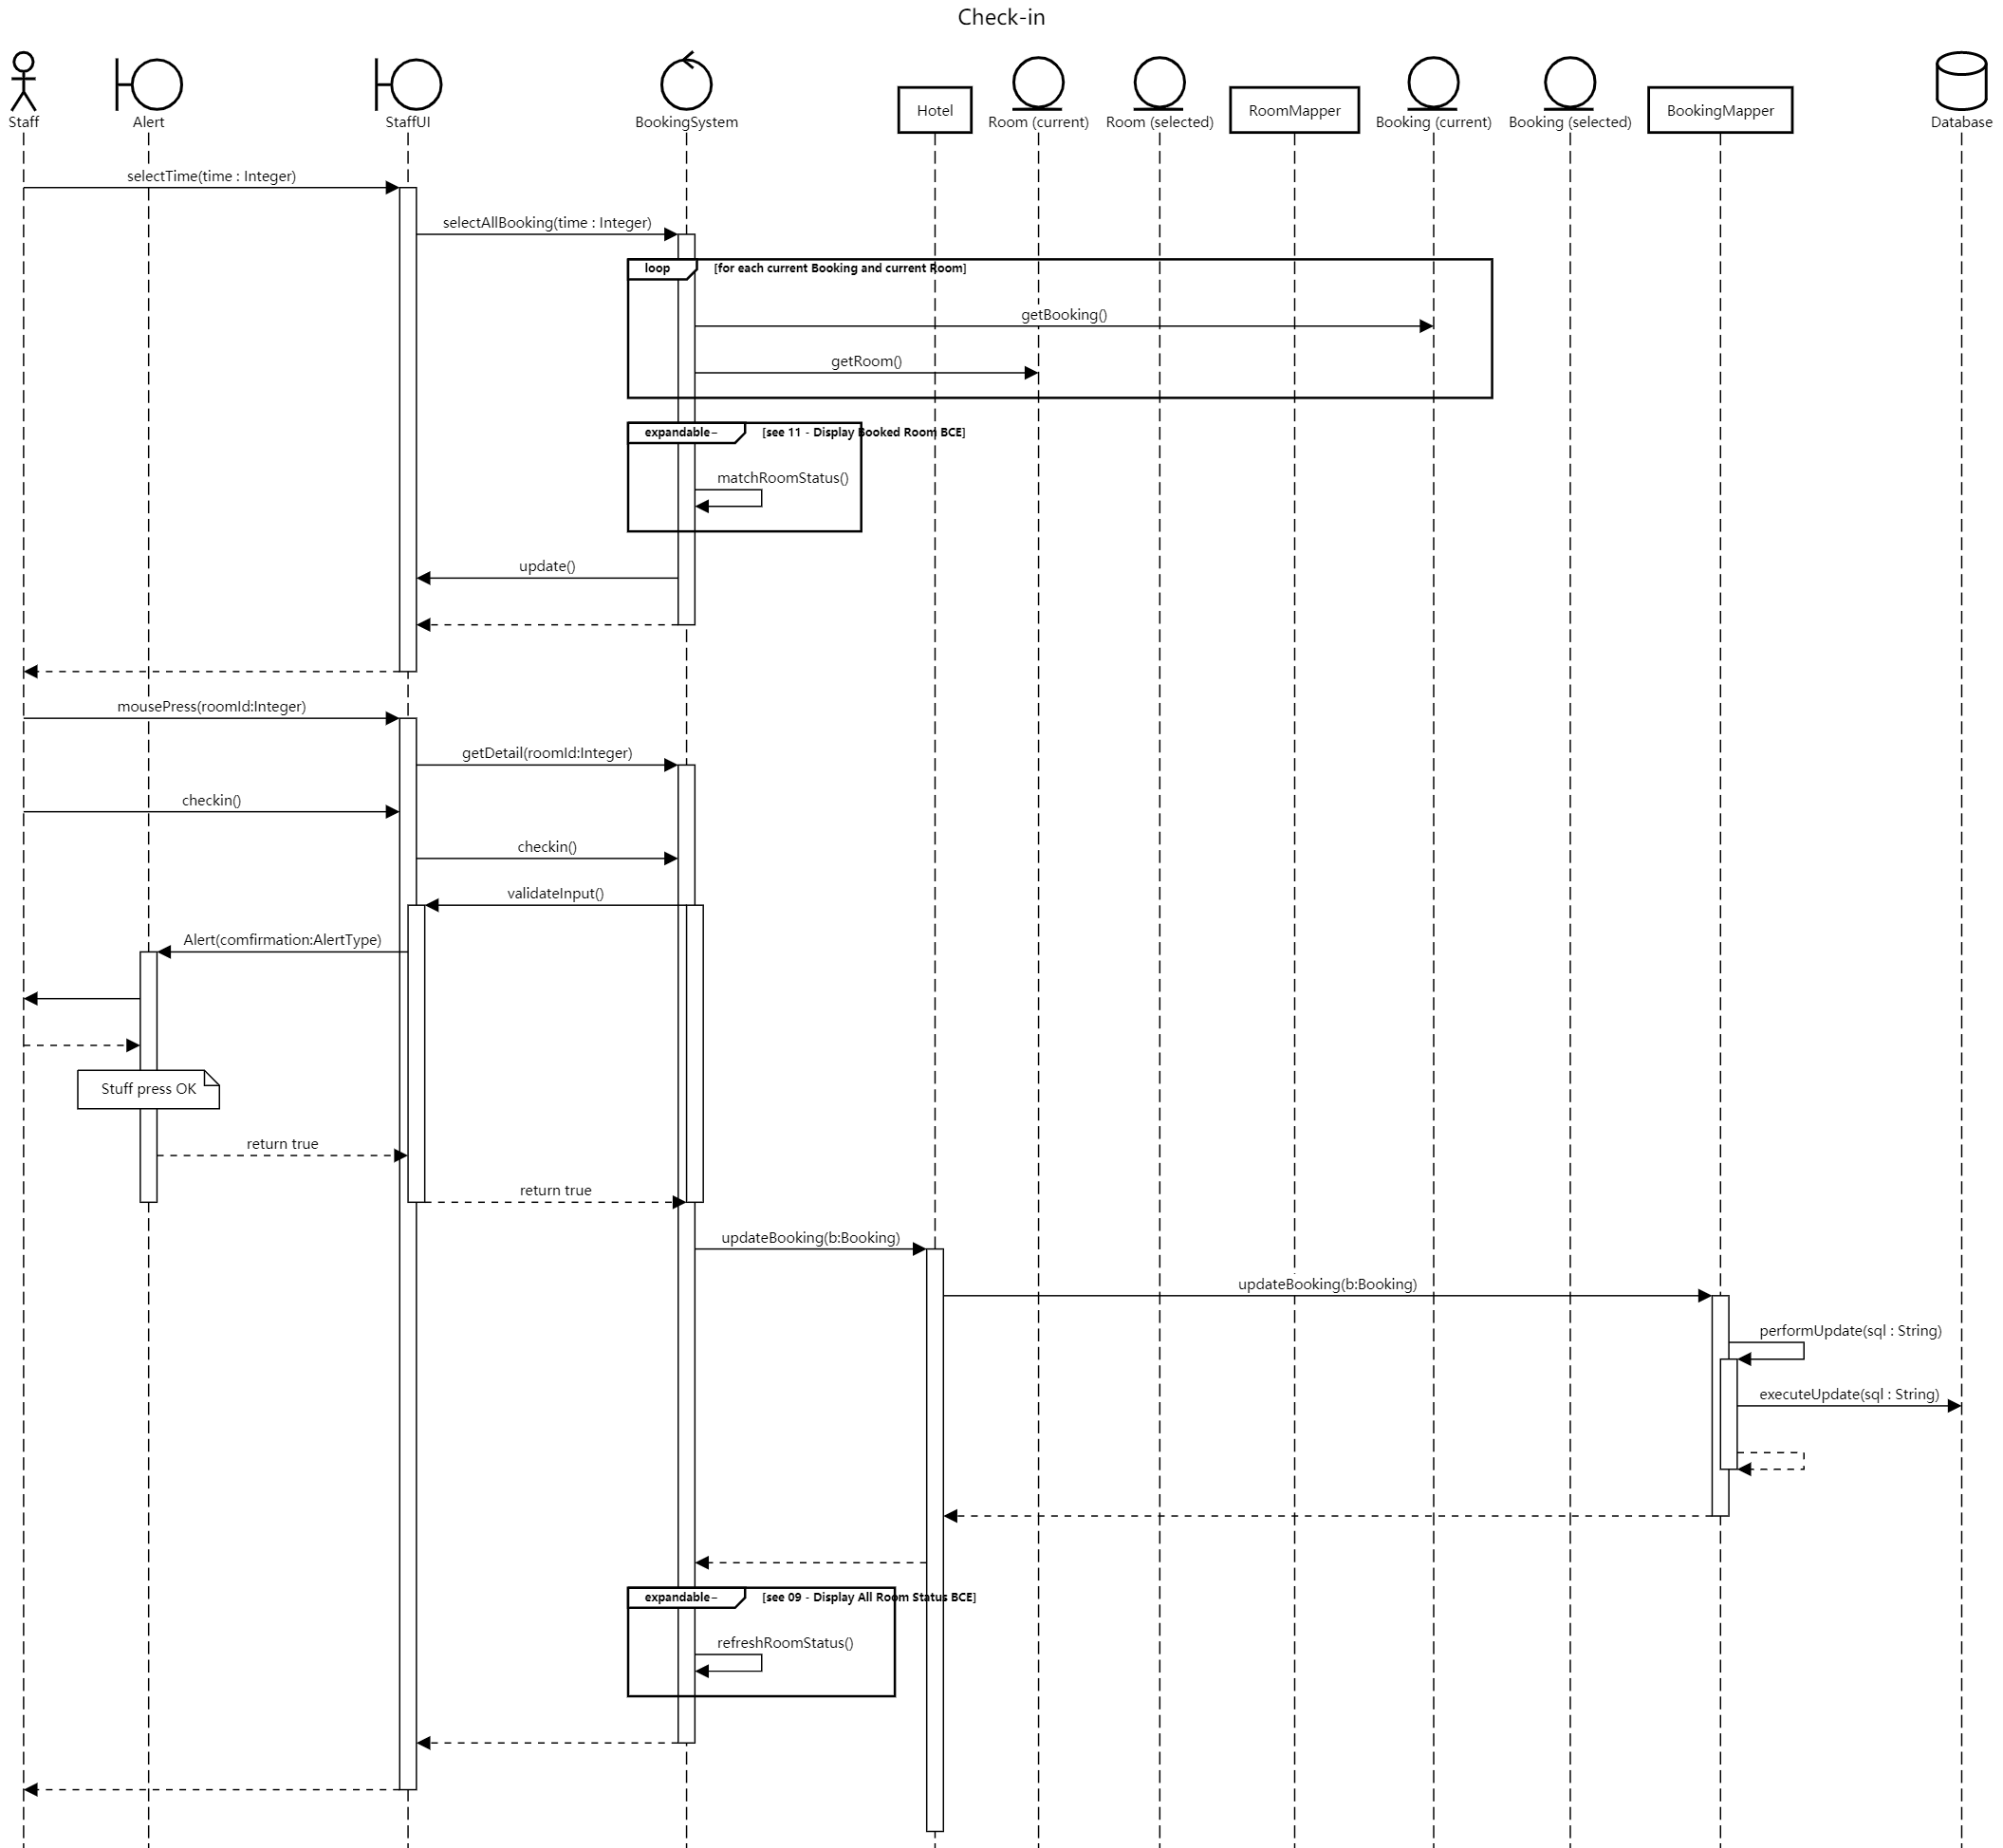 Check-in
Staff
Alert
StaffUI
BookingSystem
Hotel
Room (current)
Room (selected)
RoomMapper
Booking (current)
Booking (selected)
BookingMapper
Database
selectTime(time : Integer)
selectAllBooking(time : Integer)
loop [for each current Booking and current Room]
getBooking()
getRoom()
expandable– [see 11 - Display Booked Room BCE]
matchRoomStatus()
update()
mousePress(roomId:Integer)
getDetail(roomId:Integer)
checkin()
checkin()
validateInput()
Alert(comfirmation:AlertType)
Stuff press OK
return true
return true
updateBooking(b:Booking)
updateBooking(b:Booking)
performUpdate(sql : String)
executeUpdate(sql : String)
expandable– [see 09 - Display All Room Status BCE]
refreshRoomStatus()